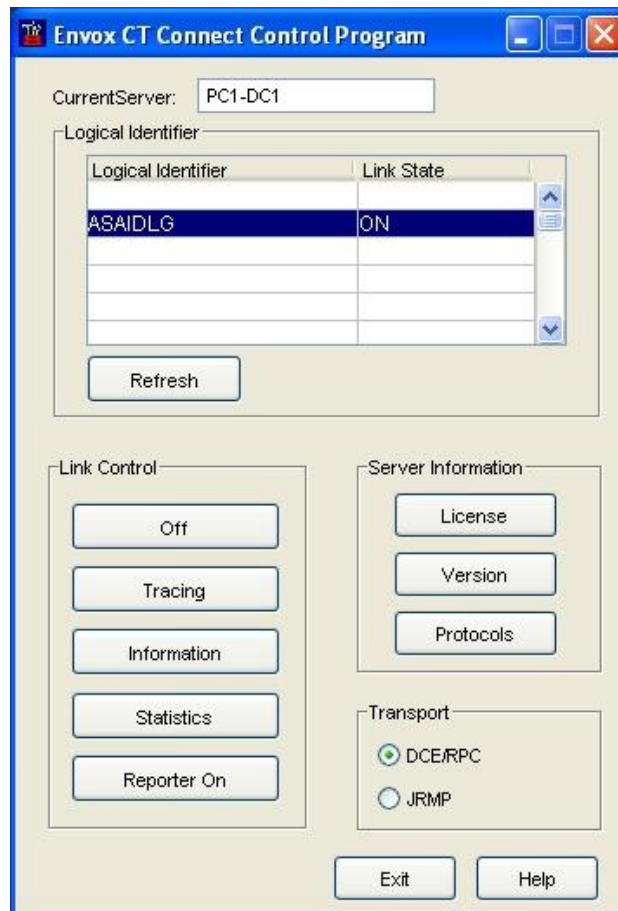 Envox CT Connect Control Program
CurrentServer: PC1-DC1
Logical Identifier
Logical Identifier Link State
ASAIDLG ON
Refresh
Link Control
Off
Tracing
Information
Statistics
Reporter On
Server Information
License
Version
Protocols
Transport
DCE/RPC
JRMP
Exit Help